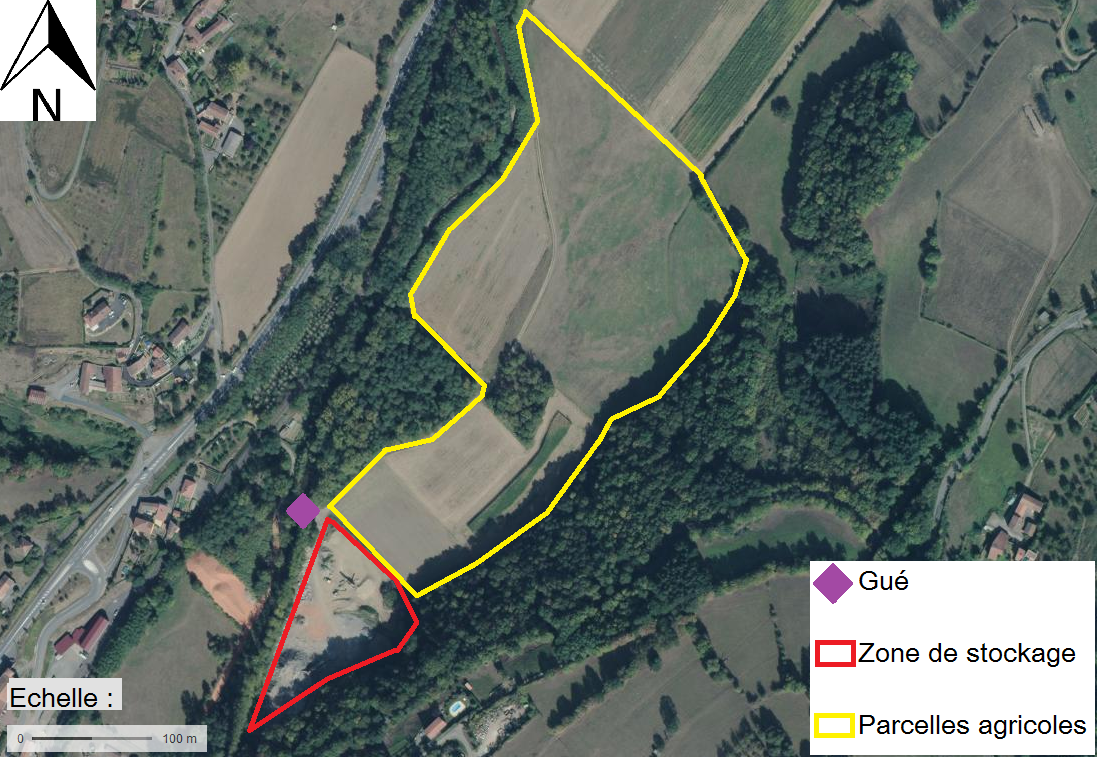 N
Gué
Zone de stockage
Parcelles agricoles
Echelle :
0 100 m